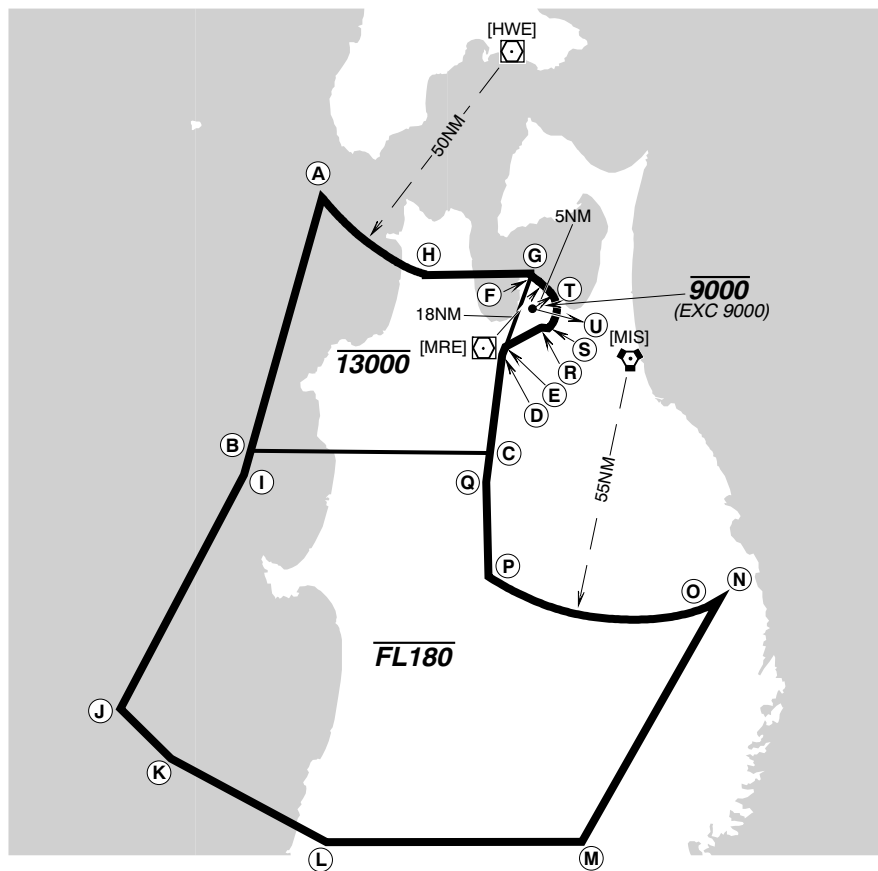 [HWE]
50NM
A
5NM
H
G
F
T
9000
(EXC 9000)
18NM
U
[MRE]
[MIS]
S
13000
R
E
D
B
C
I
Q
55NM
P
O
N
FL180
J
K
L
M